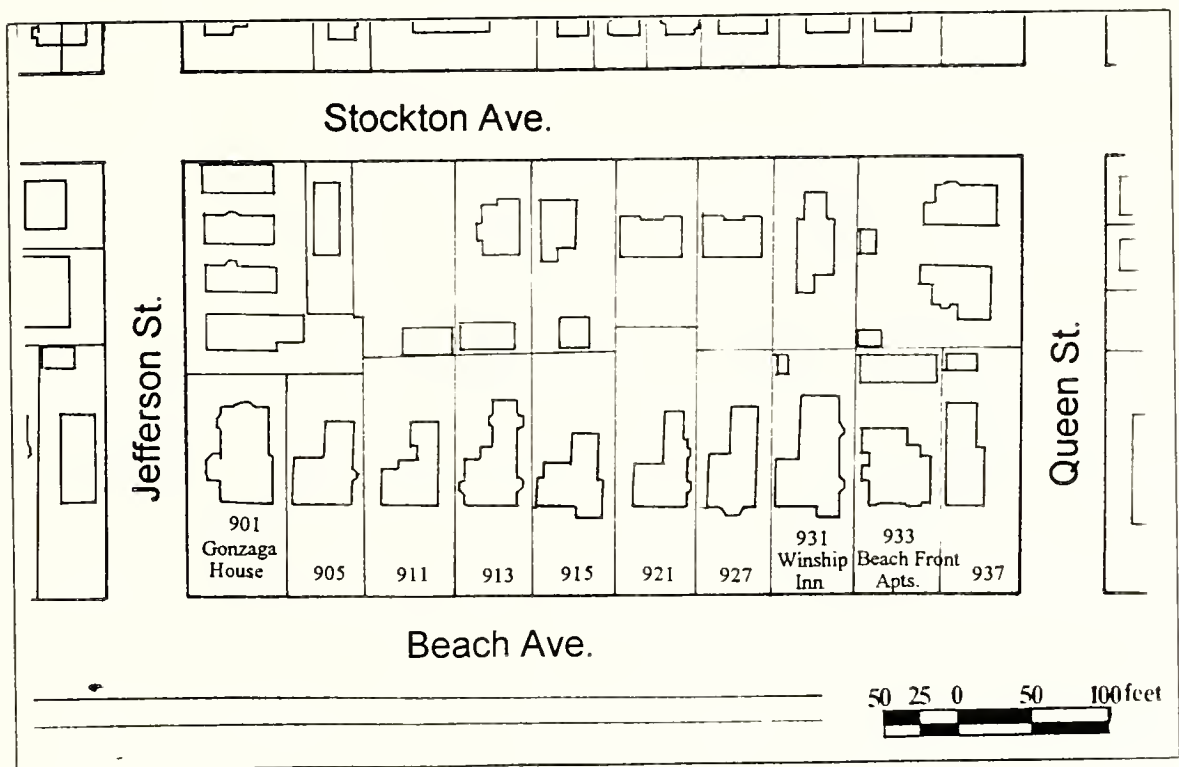 Stockton Ave.
Jefferson St.
Queen St.
901
Gonzaga
House
905
911
913
915
921
927
931
Winship
Inn
933
Beach Front
Apts.
937
Beach Ave.
50 25 0 50 100 feet